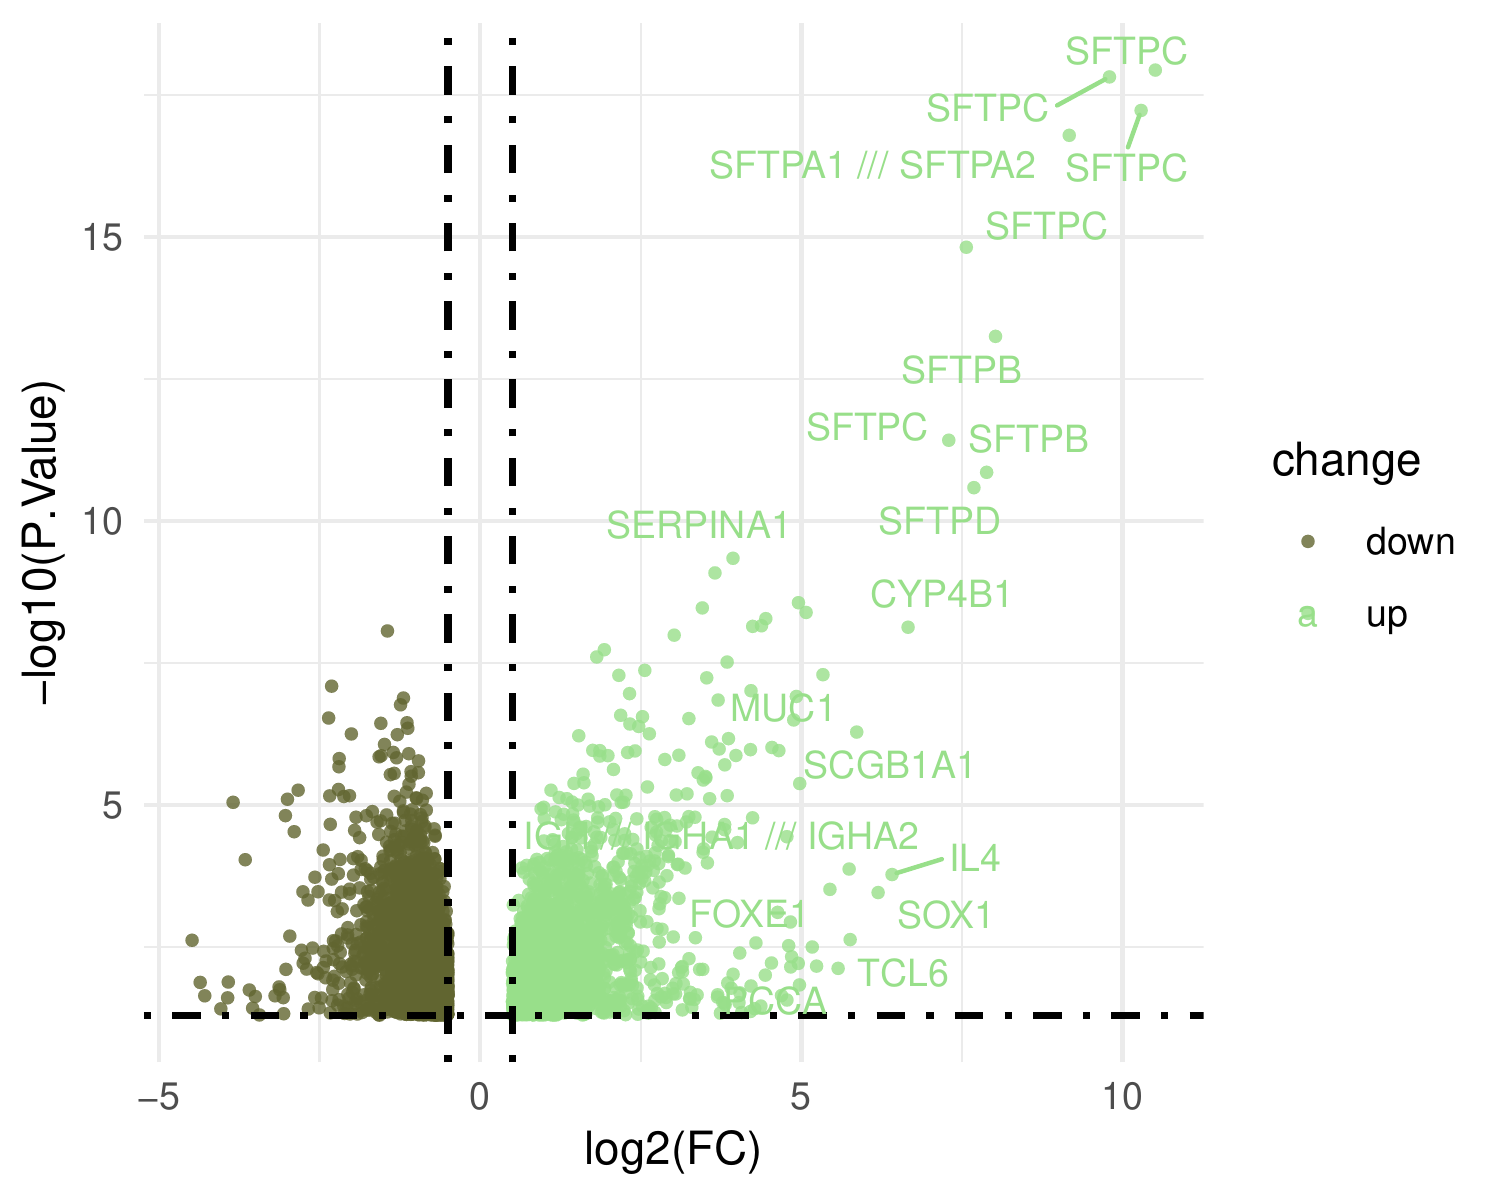 SFTPC
SFTPC
SFTPA1 /// SFTPA2
SFTPC
SFTPC
SFTPB
SFTPC
SFTPB
SFTPD
SERPINA1
CYP4B1
MUC1
SCGB1A1
HA1 /// IGHA2
IL4
FOXE1
SOX1
TCL6
15
10
5
−5
0
5
10
−log10(P.Value)
log2(FC)
change
down
a
up